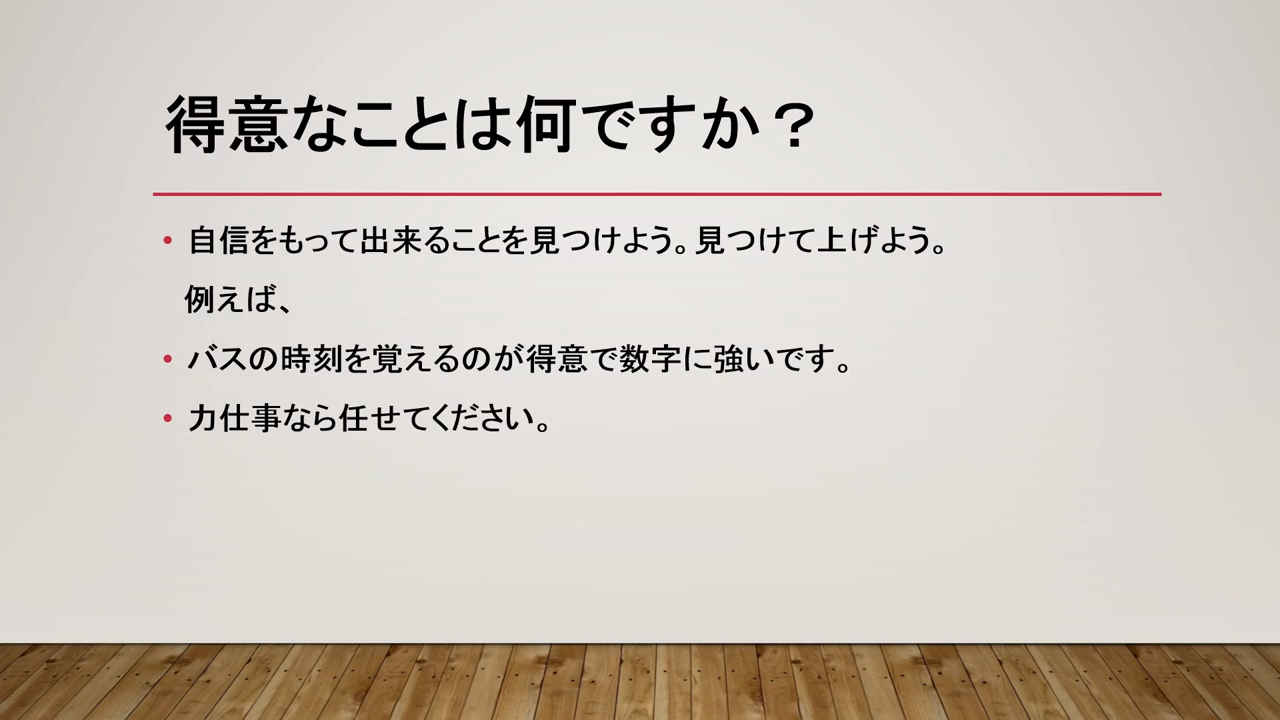 得意なことは何ですか？
• 自信をもって出来ることを見つけよう。見つけて上げよう。
例えば、
• バスの時刻を覚えるのが得意で数字に強いです。
• 力仕事なら任せてください。